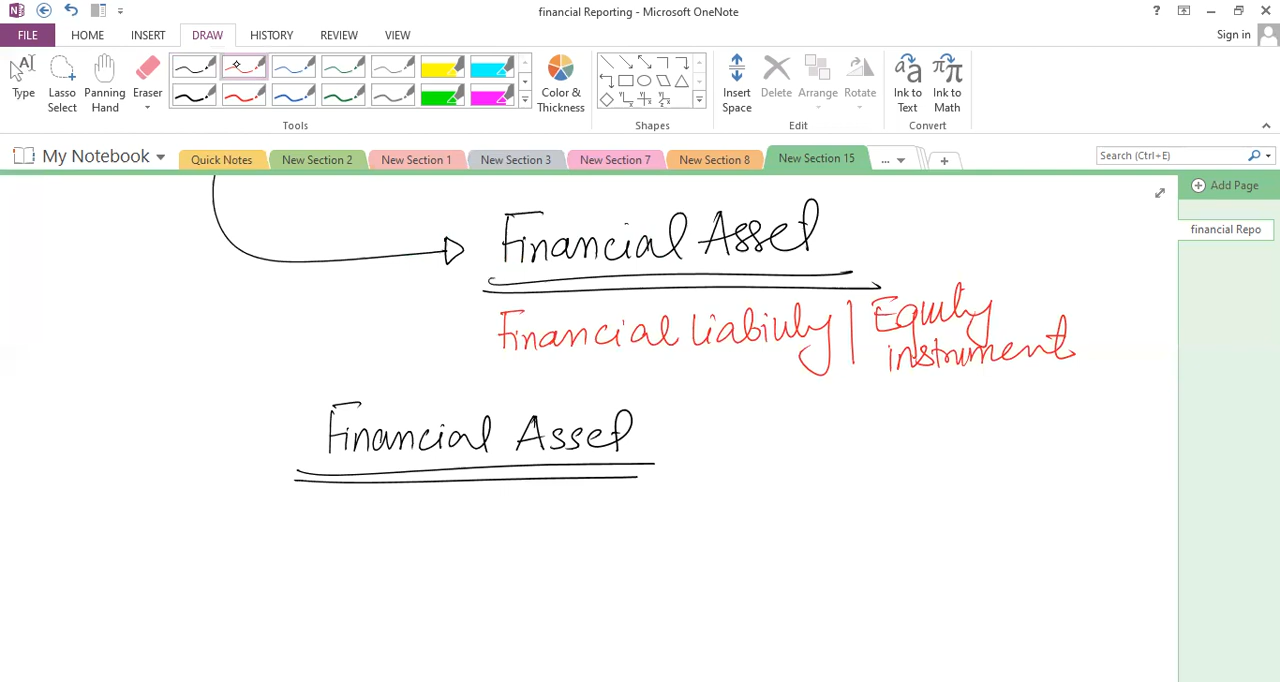 financial Reporting - Microsoft OneNote
?
FILE HOME INSERT DRAW HISTORY REVIEW VIEW
Sign in
Type
Lasso Select
Panning Hand
Eraser
Color & Thickness
Insert Space
Delete
Arrange
Rotate
Ink to Text
Ink to Math
Tools
Shapes
Edit
Convert
My Notebook
Quick Notes
New Section 2
New Section 1
New Section 3
New Section 7
New Section 8
New Section 15
...
Search (Ctrl+E)
Add Page
financial Repo
Financial Asset
Financial liability | Equity
instrument
Financial Asset